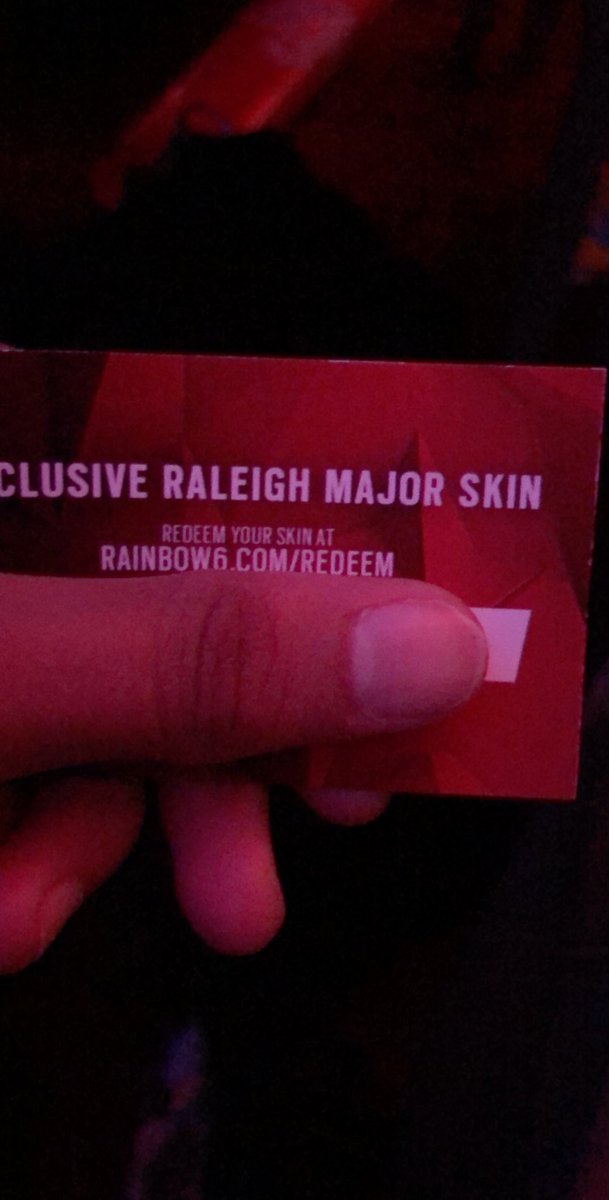 CLUSIVE RALEIGH MAJOR SKIN
REDEEM YOUR SKIN AT
RAINBOW6.COM/REDEEM